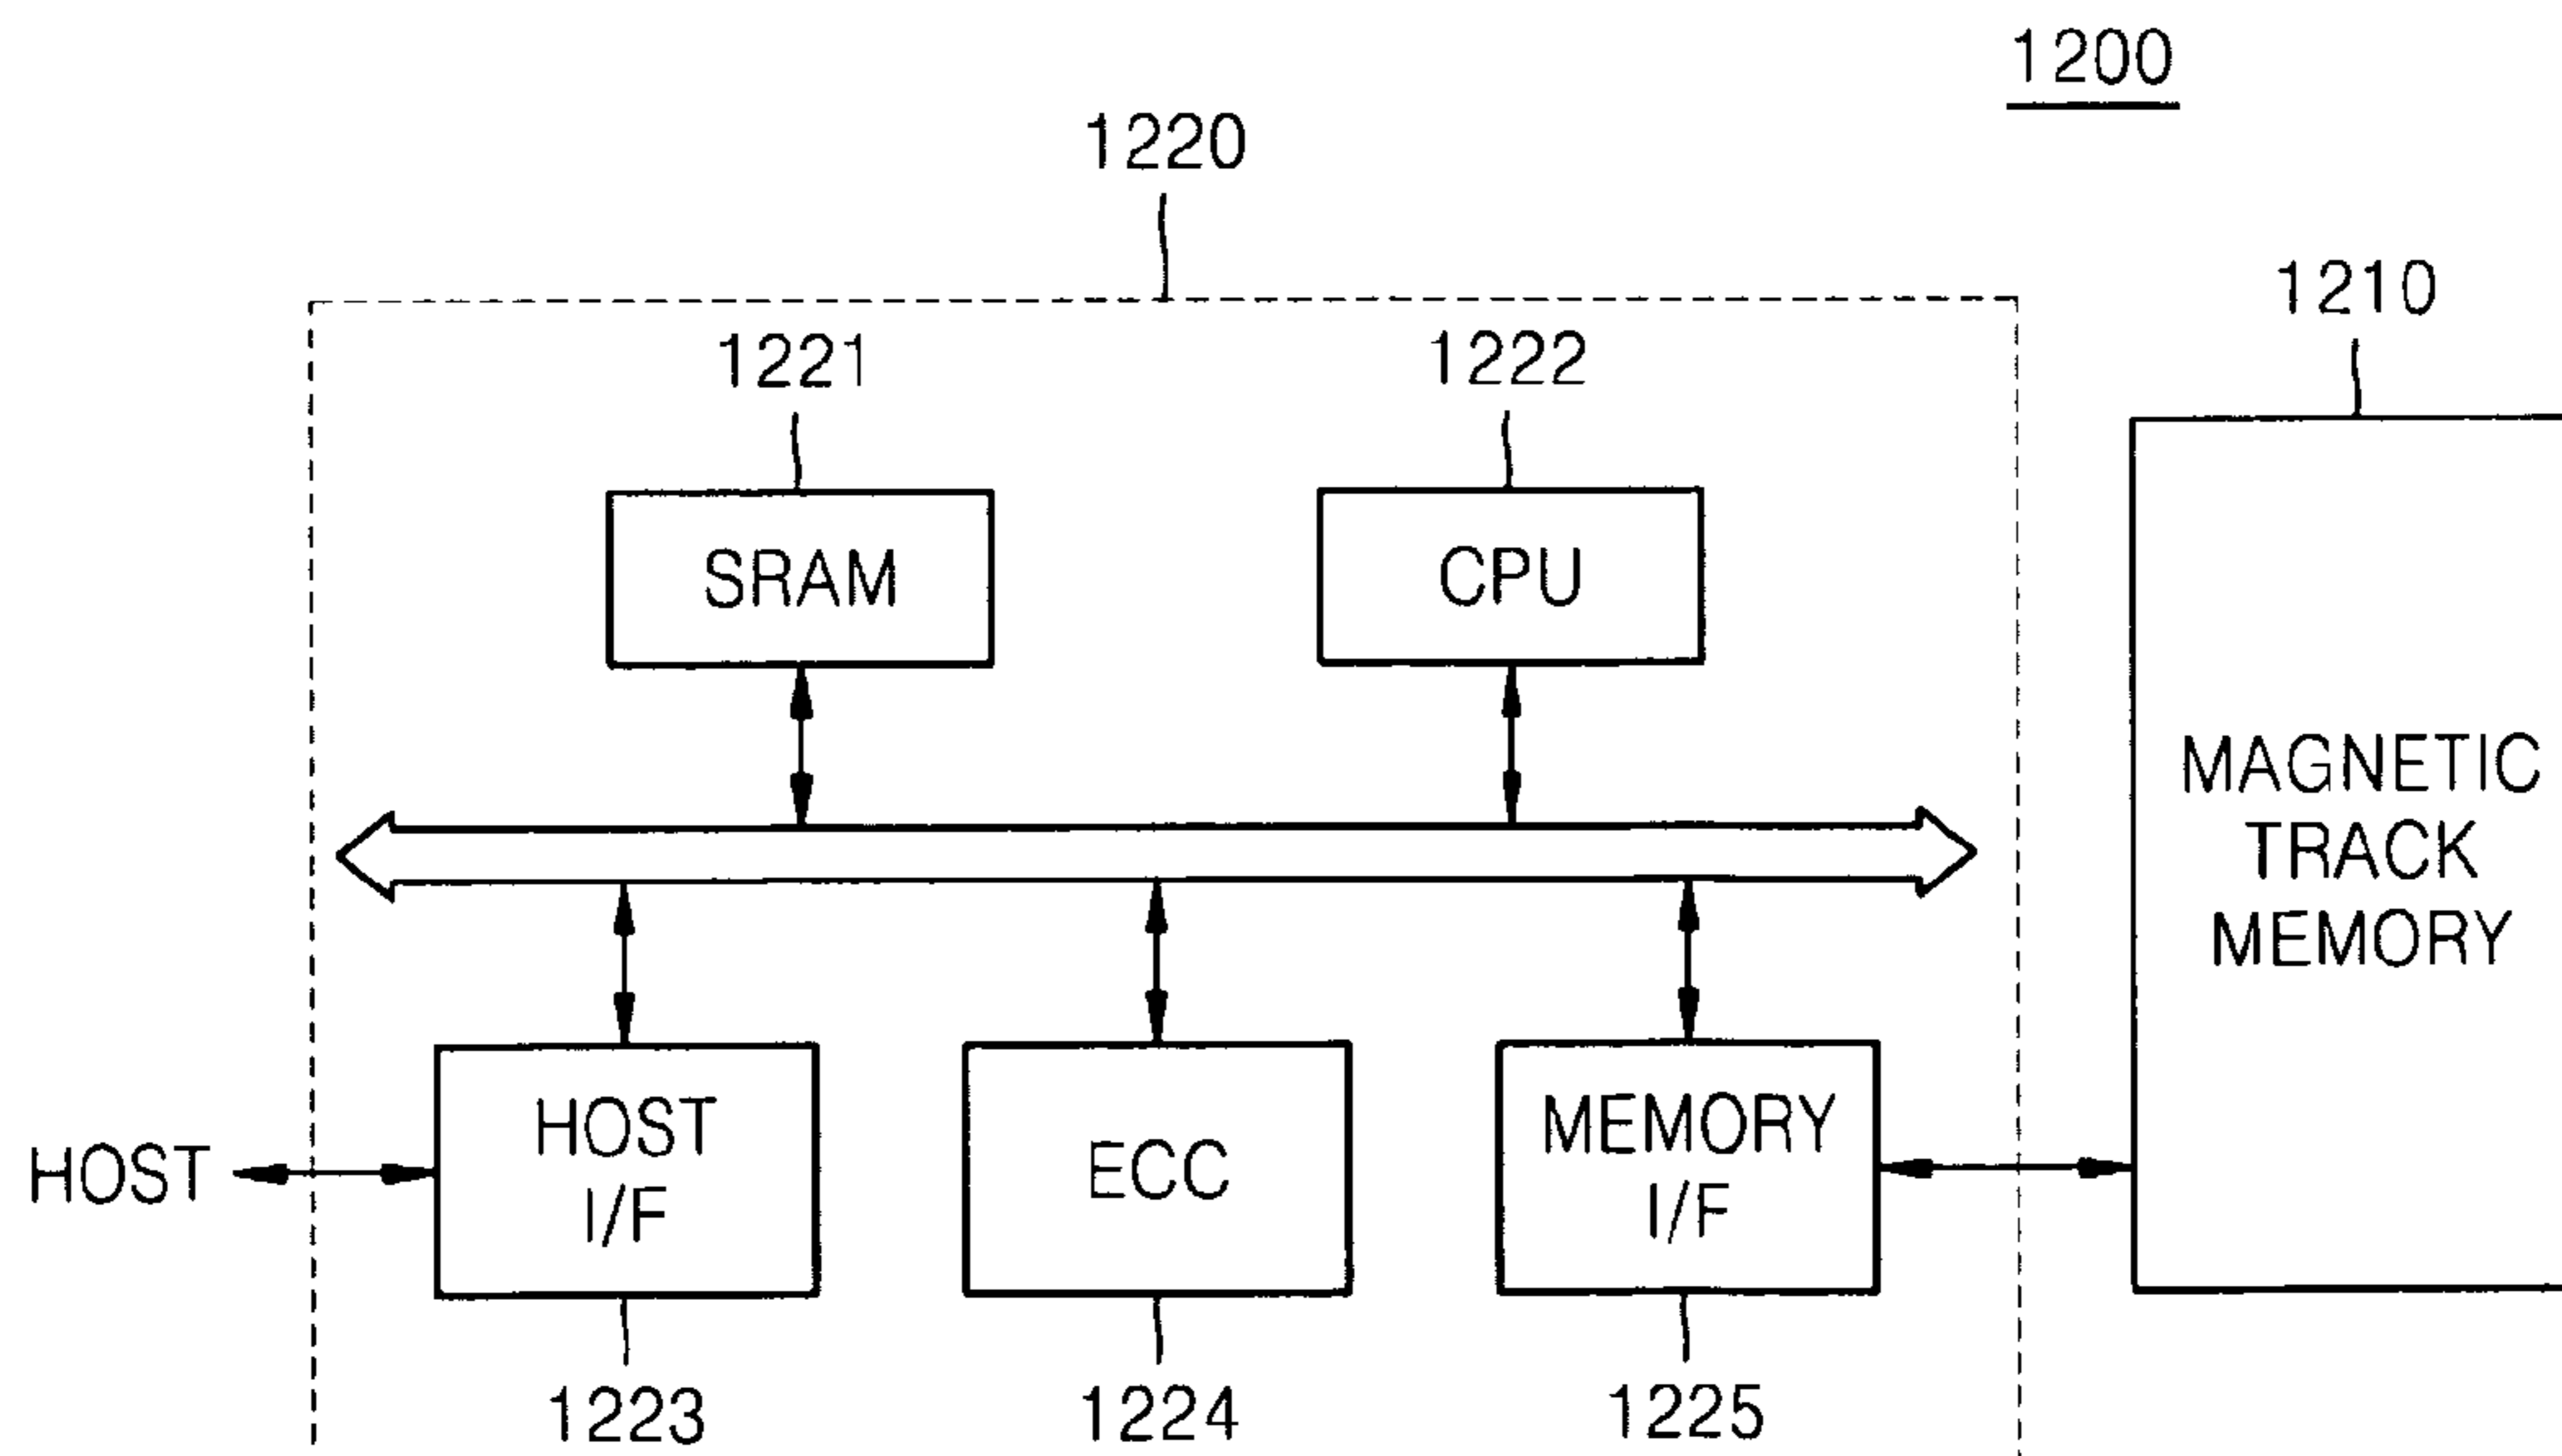 1200
1220
1210
1221
1222
SRAM
CPU
MAGNETIC
TRACK
MEMORY
HOST
HOST
I/F
ECC
MEMORY
I/F
1223
1224
1225